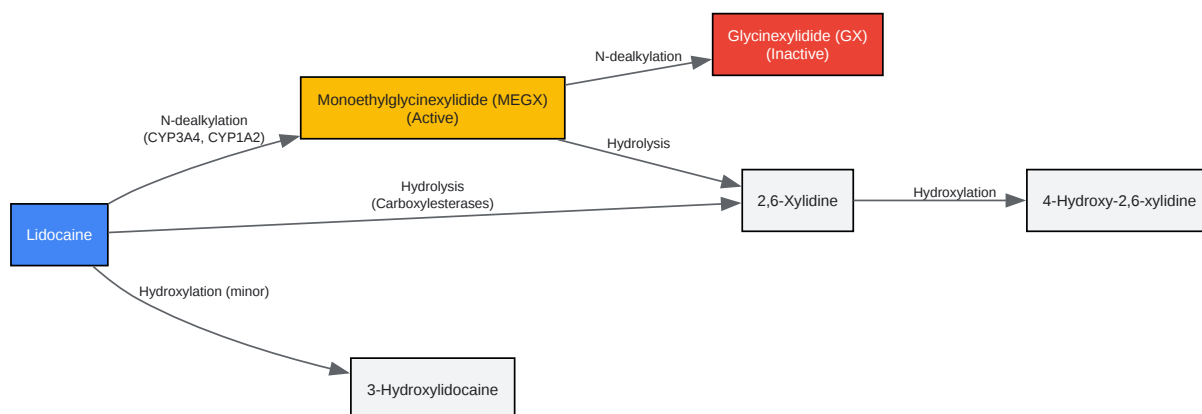 Glycinexylidide (GX)
(Inactive)
N-dealkylation
Monoethylglycinexylidide (MEGX)
(Active)
N-dealkylation
(CYP3A4, CYP1A2)
Hydrolysis
Hydrolysis
(Carboxylesterases)
2,6-Xylidine
Hydroxylation
4-Hydroxy-2,6-xylidine
Lidocaine
Hydroxylation (minor)
3-Hydroxylidocaine